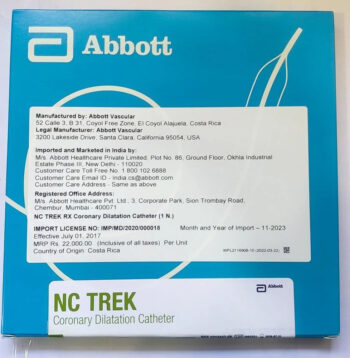 Abbott
Manufactured by: Abbott Vascular
52 Calle 3, B 31, Coyol Free Zone, El Coyol Alajuela, Costa Rica
Legal Manufacturer: Abbott Vascular
3200 Lakeside Drive, Santa Clara, California 95054, USA
Imported and Marketed in India by:
M/s. Abbott Healthcare Private Limited, Plot No. 86, Ground Floor, Okhla Industrial
Estate Phase III, New Delhi - 110020
Customer Care Toll Free No. 1 800 102 6888
Customer Care Email ID - india.cs@abbott.com
Customer Care Address - Same as above
Registered Office Address:
M/s. Abbott Healthcare Pvt. Ltd., 3, Corporate Park, Sion Trombay Road,
Chembur, Mumbai - 400071
NC TREK RX Coronary Dilatation Catheter (1 N.)
IMPORT LICENSE NO: IMP/MD/2020/000018 Month and Year of Import – 11-2023
Effective July 01, 2017
MRP Rs. 22,000.00 (Inclusive of all taxes) Per Unit
Country of Origin: Costa Rica
NC TREK
Coronary Dilatation Catheter
Abbott